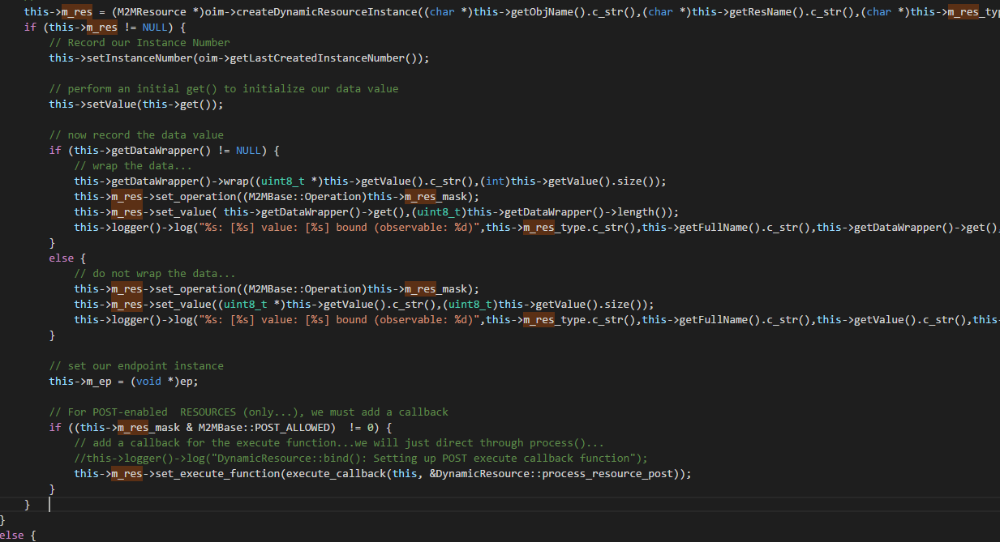 this->m_res = (M2MResource *)oim->createDynamicResourceInstance((char *)this->getObjName().c_str(),(char *)this->getResName().c_str(),(char *)this->m_res_typ
if (this->m_res != NULL) {
// Record our Instance Number
this->setInstanceNumber(oim->getLastCreatedInstanceNumber());
// perform an initial get() to initialize our data value
this->setValue(this->get());
// now record the data value
if (this->getDataWrapper() != NULL) {
// wrap the data...
this->getDataWrapper()->wrap((uint8_t *)this->getValue().c_str(),(int)this->getValue().size());
this->m_res->set_operation((M2MBase::Operation)this->m_res_mask);
this->m_res->set_value( this->getDataWrapper()->get(),(uint8_t)this->getDataWrapper()->length());
this->logger()->log("%s: [%s] value: [%s] bound (observable: %d)",this->m_res_type.c_str(),this->getFullName().c_str(),this->getDataWrapper()->get(),
}
else {
// do not wrap the data...
this->m_res->set_operation((M2MBase::Operation)this->m_res_mask);
this->m_res->set_value((uint8_t *)this->getValue().c_str(),(uint8_t)this->getValue().size());
this->logger()->log("%s: [%s] value: [%s] bound (observable: %d)",this->m_res_type.c_str(),this->getFullName().c_str(),this->getValue().c_str(),this-
}
// set our endpoint instance
this->m_ep = (void *)ep;
// For POST-enabled  RESOURCES (only...), we must add a callback
if ((this->m_res_mask & M2MBase::POST_ALLOWED)  != 0) {
// add a callback for the execute function...we will just direct through process()...
//this->logger()->log("DynamicResource::bind(): Setting up POST execute callback function");
this->m_res->set_execute_function(execute_callback(this, &DynamicResource::process_resource_post));
}
}
}
else {